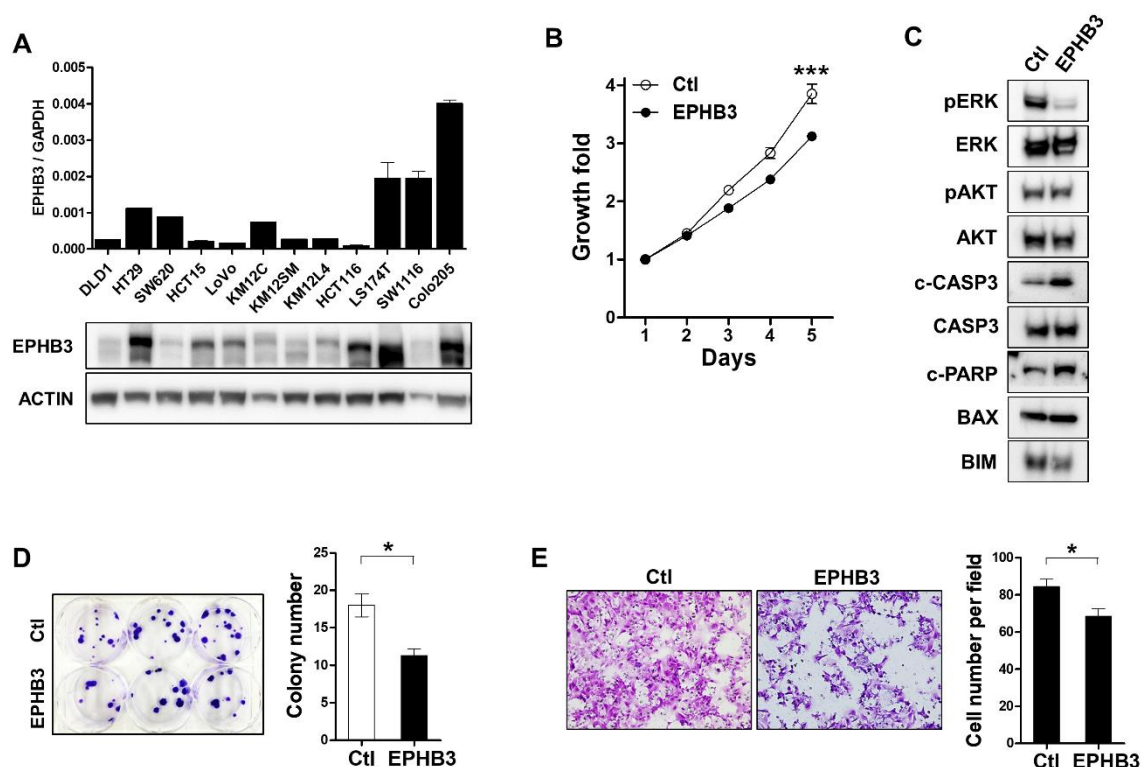 A
EPHB3 / GAPDH
0.005
0.004
0.003
0.002
0.001
0.000
DLD1
HT29
SW620
HCT15
LoVo
KM12C
KM12SM
KM12L4
HCT116
LS174T
SW1116
Colo205
EPHB3
ACTIN
B
Growth fold
4
3
2
1
0
Ctl
EPHB3
***
1 2 3 4 5
Days
C
Ctl EPHB3
pERK
ERK
pAKT
AKT
c-CASP3
CASP3
c-PARP
BAX
BIM
D
Ctl
EPHB3
Colony number
25
20
15
10
5
0
*
Ctl EPHB3
E
Ctl EPHB3
Cell number per field
100
80
60
40
20
0
*
Ctl EPHB3